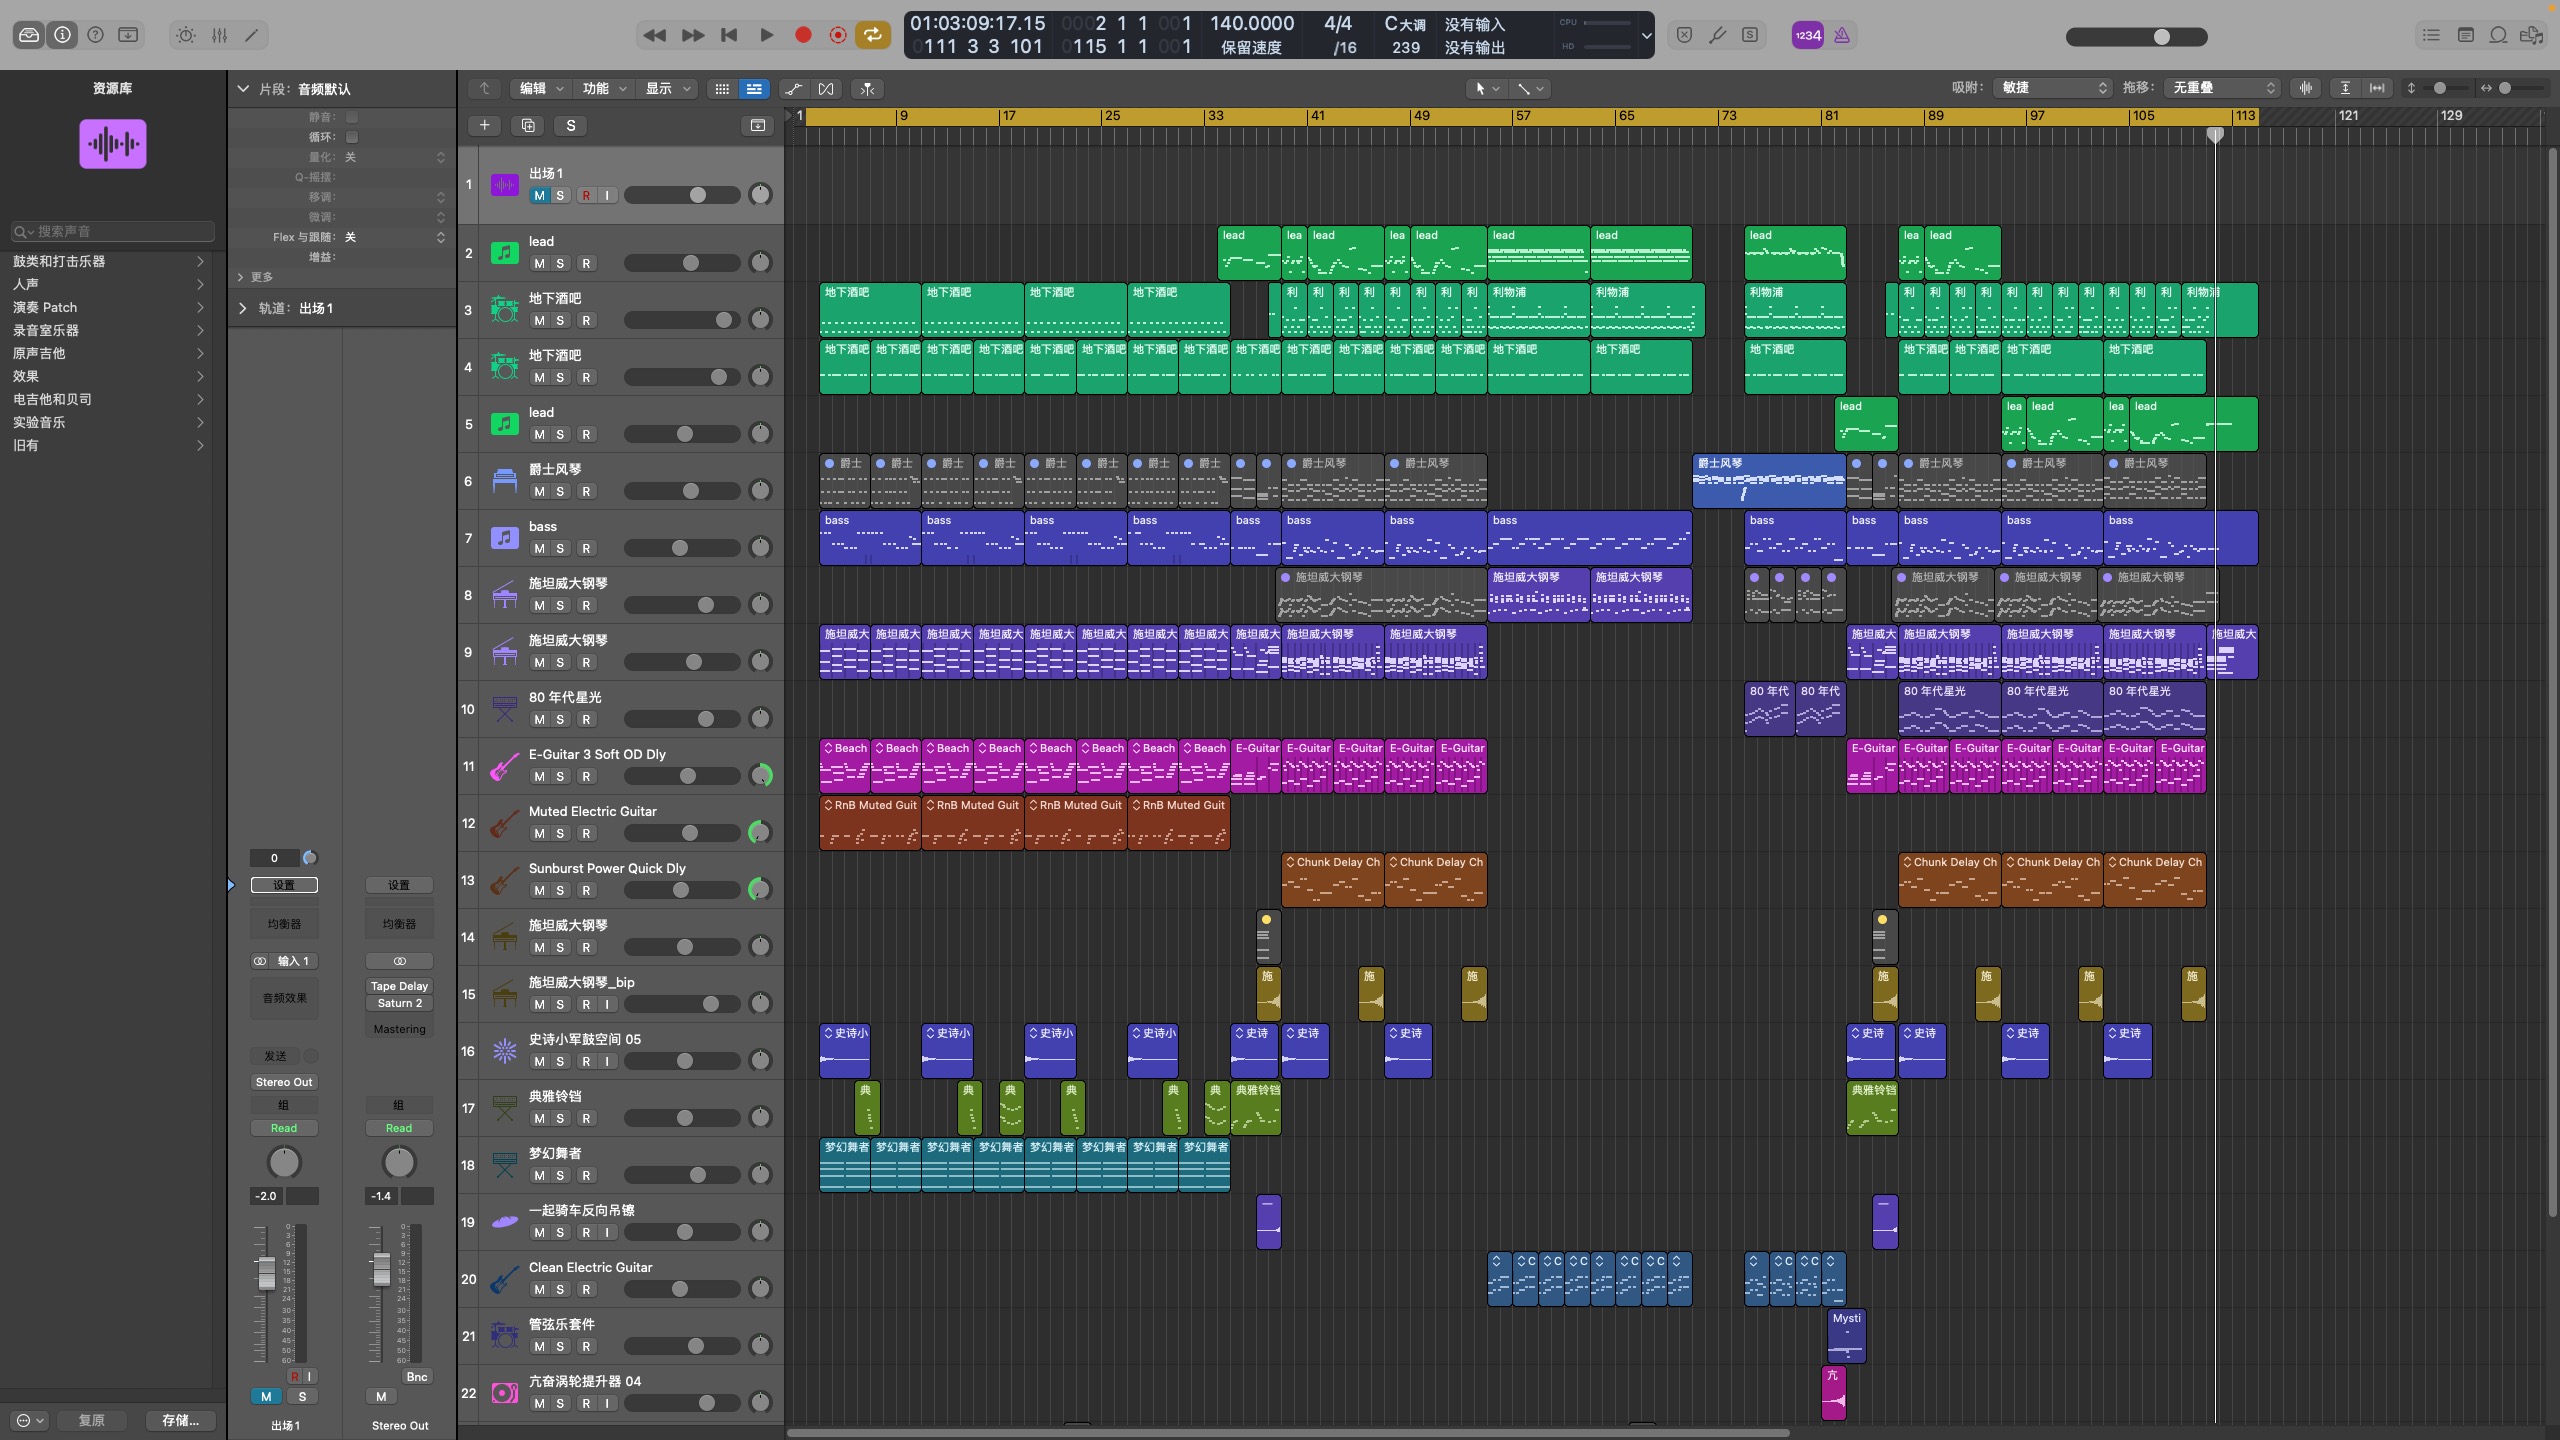 01:03:09:17.15 0002 1 1 001 140.0000 4/4 C大调 没有输入 CPU
0111 3 3 101 0115 1 1 001 保留速度 /16 239 没有输出 HD
1234
资源库
搜索声音
鼓类和打击乐器
人声
演奏 Patch
录音室乐器
原声吉他
效果
电吉他和贝司
实验音乐
旧有
复原 存储...
片段: 音频默认
静音:
循环:
量化: 关
Q-摇摆:
移调:
微调:
Flex 与跟随: 关
增益:
更多
轨道: 出场1
0
设置 设置
均衡器 均衡器
输入 1
音频效果 Tape Delay
Saturn 2
Mastering
发送
Stereo Out
组 组
Read Read
-2.0 -1.4
0 0
3 3
6 6
9 9
12 12
15 15
18 18
21 21
24 24
30 30
35 35
40 40
45 45
50 50
60 60
R I Bnc
M S M
出场1 Stereo Out
编辑 功能 显示 吸附: 敏捷 拖移: 无重叠
S
1 9 17 25 33 41 49 57 65 73 81 89 97 105 113 121 129
1 出场1
M S R I
2 lead
M S R
lead lea lead lea lead lead lead lead lea lead
3 地下酒吧
M S R
地下酒吧 地下酒吧 地下酒吧 地下酒吧 利 利 利 利 利 利 利 利 利物浦 利物浦 利物浦 利 利 利 利 利 利 利 利 利 利 利 利物浦
4 地下酒吧
M S R
地下酒吧 地下酒吧 地下酒吧 地下酒吧 地下酒吧 地下酒吧 地下酒吧 地下酒吧 地下酒吧 地下酒吧 地下酒吧 地下酒吧 地下酒吧 地下酒吧 地下酒吧 地下酒吧 地下酒吧 地下酒吧 地下酒吧 地下酒吧
5 lead
M S R
lead lea lead lea lead
6 爵士风琴
M S R
爵士 爵士 爵士 爵士 爵士 爵士 爵士 爵士 爵士风琴 爵士风琴 爵士风琴 爵士风琴 爵士风琴 爵士风琴
7 bass
M S R
bass bass bass bass bass bass bass bass bass bass bass bass bass
8 施坦威大钢琴
M S R
施坦威大钢琴 施坦威大钢琴 施坦威大钢琴 施坦威大钢琴 施坦威大钢琴 施坦威大钢琴
9 施坦威大钢琴
M S R
施坦威大 施坦威大 施坦威大 施坦威大 施坦威大 施坦威大 施坦威大 施坦威大 施坦威大 施坦威大钢琴 施坦威大钢琴 施坦威大 施坦威大钢琴 施坦威大钢琴 施坦威大钢琴 施坦威大
10 80 年代星光
M S R
80 年代 80 年代 80 年代星光 80 年代星光 80 年代星光
11 E-Guitar 3 Soft OD Dly
M S R
Beach Beach Beach Beach Beach Beach Beach Beach E-Guitar E-Guitar E-Guitar E-Guitar E-Guitar E-Guitar E-Guitar E-Guitar E-Guitar E-Guitar E-Guitar E-Guitar
12 Muted Electric Guitar
M S R
RnB Muted Guit RnB Muted Guit RnB Muted Guit RnB Muted Guit
13 Sunburst Power Quick Dly
M S R
Chunk Delay Ch Chunk Delay Ch Chunk Delay Ch Chunk Delay Ch Chunk Delay Ch
14 施坦威大钢琴
M S R
15 施坦威大钢琴_bip
M S R I
施 施 施 施 施 施 施
16 史诗小军鼓空间 05
M S R I
史诗小 史诗小 史诗小 史诗小 史诗 史诗 史诗 史诗 史诗 史诗 史诗
17 典雅铃铛
M S R
典 典 典 典 典 典 典雅铃铛 典雅铃铛
18 梦幻舞者
M S R
梦幻舞者 梦幻舞者 梦幻舞者 梦幻舞者 梦幻舞者 梦幻舞者 梦幻舞者 梦幻舞者
19 一起骑车反向吊镲
M S R I
一 一
20 Clean Electric Guitar
M S R
C C C C C C C
21 管弦乐套件
M S R
Mysti
22 亢奋涡轮提升器 04
M S R I
亢